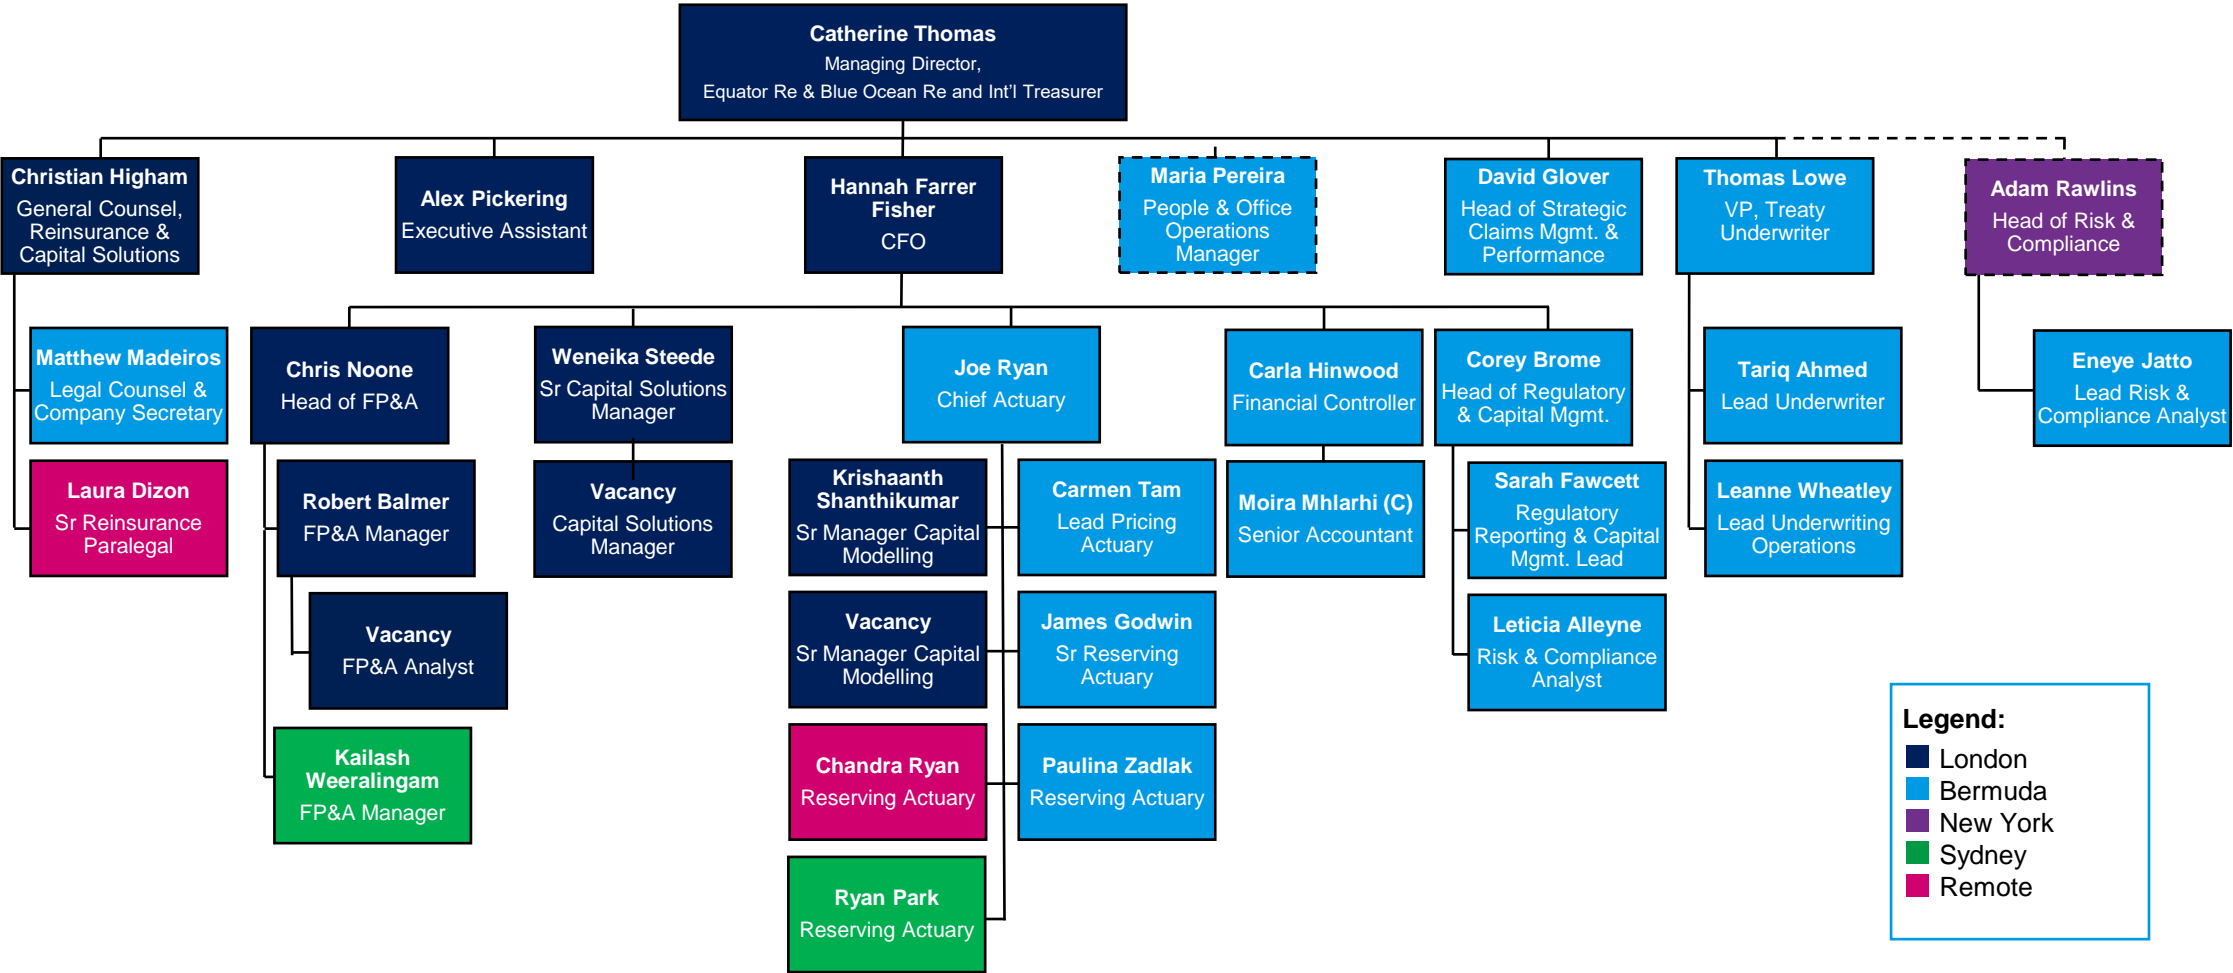 Catherine Thomas
Managing Director,
Equator Re & Blue Ocean Re and Int'l Treasurer
Christian Higham
General Counsel,
Reinsurance &
Capital Solutions
Alex Pickering
Executive Assistant
Hannah Farrer
Fisher
CFO
Maria Pereira
People & Office
Operations
Manager
David Glover
Head of Strategic
Claims Mgmt. &
Performance
Thomas Lowe
VP, Treaty
Underwriter
Adam Rawlins
Head of Risk &
Compliance
Matthew Madeiros
Legal Counsel &
Company Secretary
Chris Noone
Head of FP&A
Weneika Steede
Sr Capital Solutions
Manager
Joe Ryan
Chief Actuary
Carla Hinwood
Financial Controller
Corey Brome
Head of Regulatory
& Capital Mgmt.
Tariq Ahmed
Lead Underwriter
Eneye Jatto
Lead Risk &
Compliance Analyst
Laura Dizon
Sr Reinsurance
Paralegal
Robert Balmer
FP&A Manager
Vacancy
Capital Solutions
Manager
Krishaanth
Shanthikumar
Sr Manager Capital
Modelling
Carmen Tam
Lead Pricing
Actuary
Moira Mhlarhi (C)
Senior Accountant
Sarah Fawcett
Regulatory
Reporting & Capital
Mgmt. Lead
Leanne Wheatley
Lead Underwriting
Operations
Vacancy
FP&A Analyst
Vacancy
Sr Manager Capital
Modelling
James Godwin
Sr Reserving
Actuary
Leticia Alleyne
Risk & Compliance
Analyst
Kailash
Weeralingam
FP&A Manager
Chandra Ryan
Reserving Actuary
Paulina Zadlak
Reserving Actuary
Ryan Park
Reserving Actuary
Legend:
London
Bermuda
New York
Sydney
Remote